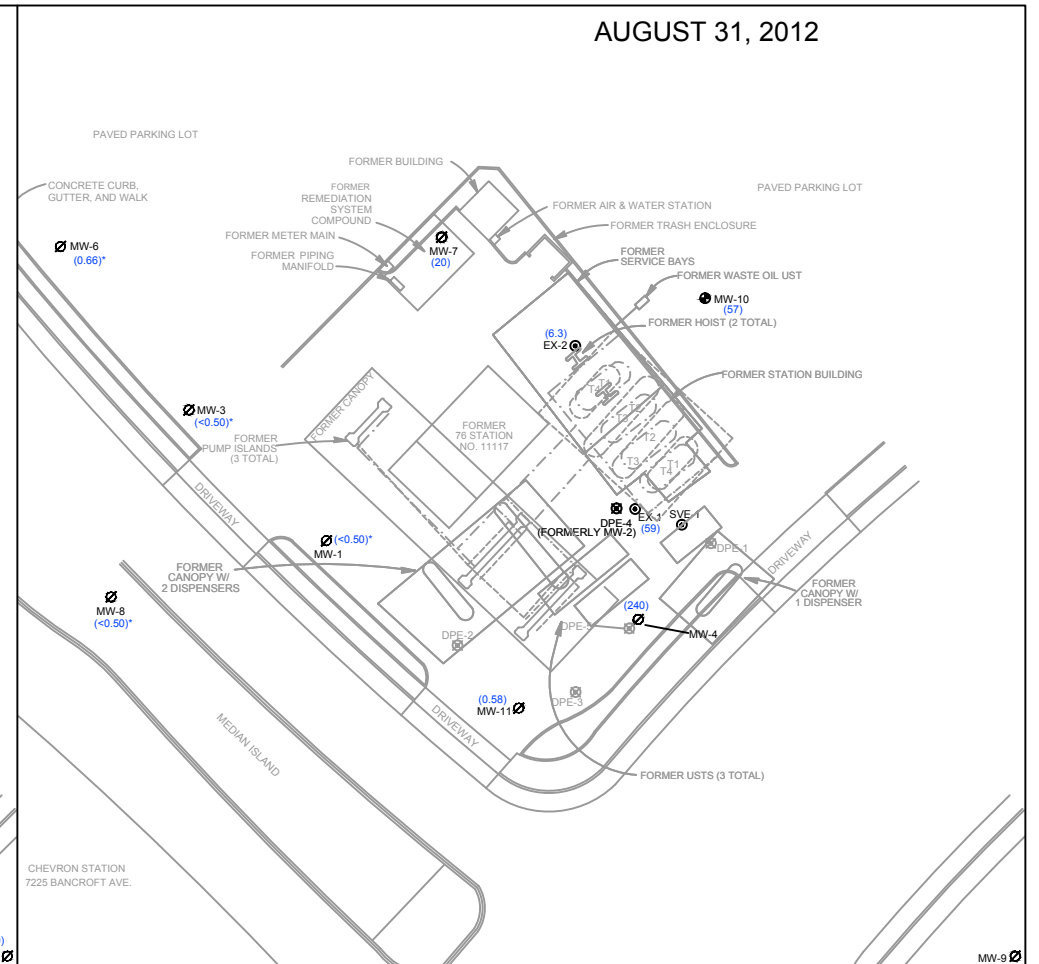 AUGUST 31, 2012
PAVED PARKING LOT
FORMER BUILDING
CONCRETE CURB,
GUTTER, AND WALK
FORMER
REMEDIATION
SYSTEM
COMPOUND
PAVED PARKING LOT
FORMER AIR & WATER STATION
FORMER TRASH ENCLOSURE
FORMER METER MAIN
MW-6
(0.66)*
MW-7
(20)
FORMER PIPING
MANIFOLD
FORMER
SERVICE BAYS
FORMER WASTE OIL UST
MW-10
(57)
FORMER HOIST (2 TOTAL)
(6.3)
EX-2
FORMER STATION BUILDING
FORMER CANOPY
T4
T3
T2
T3
T1
T4
MW-3
(<0.50)*
FORMER
PUMP ISLANDS
(3 TOTAL)
FORMER
76 STATION
NO. 11117
DRIVEWAY
DPE-4
(FORMERLY MW-2)
EX-1
(59)
SVE-1
DPE-1
DRIVEWAY
(<0.50)*
MW-1
FORMER
CANOPY W/
2 DISPENSERS
FORMER
CANOPY W/
1 DISPENSER
MW-8
(<0.50)*
(240)
DPE-5
MW-4
DPE-2
DPE-3
(0.58)
MW-11
DRIVEWAY
MEDIAN ISLAND
FORMER USTS (3 TOTAL)
CHEVRON STATION
7225 BANCROFT AVE.
MW-9